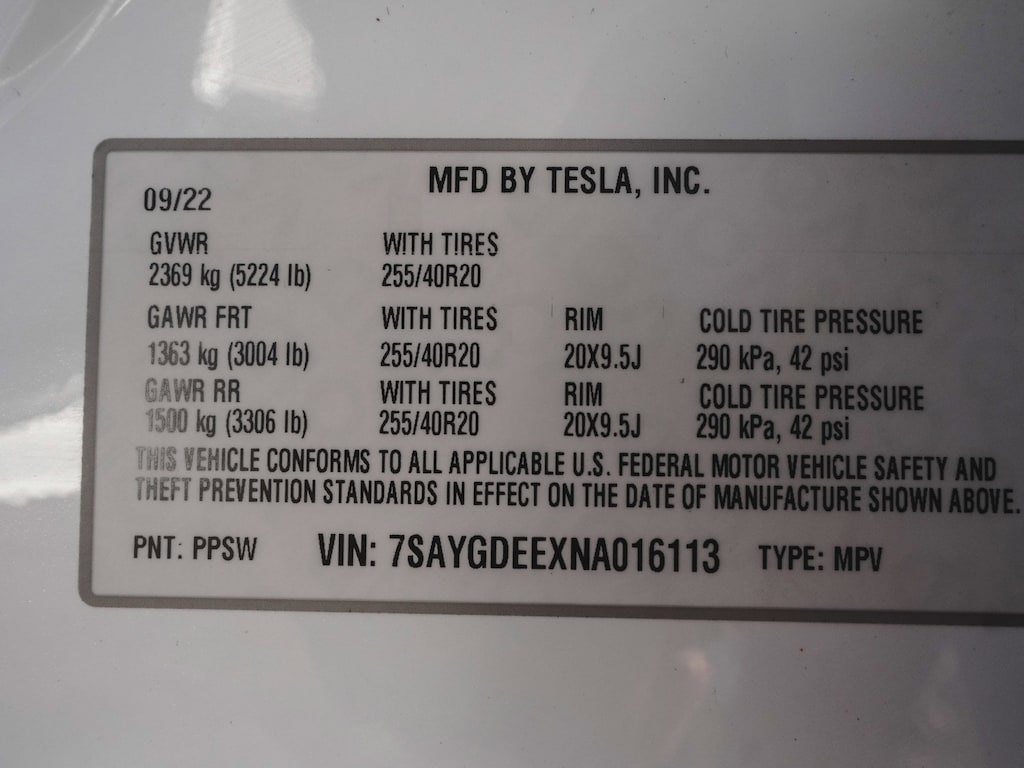 MFD BY TESLA, INC.
09/22
GVWR WITH TIRES
2369 kg (5224 lb) 255/40R20
GAWR FRT WITH TIRES RIM COLD TIRE PRESSURE
1363 kg (3004 lb) 255/40R20 20X9.5J 290 kPa, 42 psi
GAWR RR WITH TIRES RIM COLD TIRE PRESSURE
1500 kg (3306 lb) 255/40R20 20X9.5J 290 kPa, 42 psi
THIS VEHICLE CONFORMS TO ALL APPLICABLE U.S. FEDERAL MOTOR VEHICLE SAFETY AND
THEFT PREVENTION STANDARDS IN EFFECT ON THE DATE OF MANUFACTURE SHOWN ABOVE.
PNT: PPSW VIN: 7SAYGDEEXNA016113 TYPE: MPV